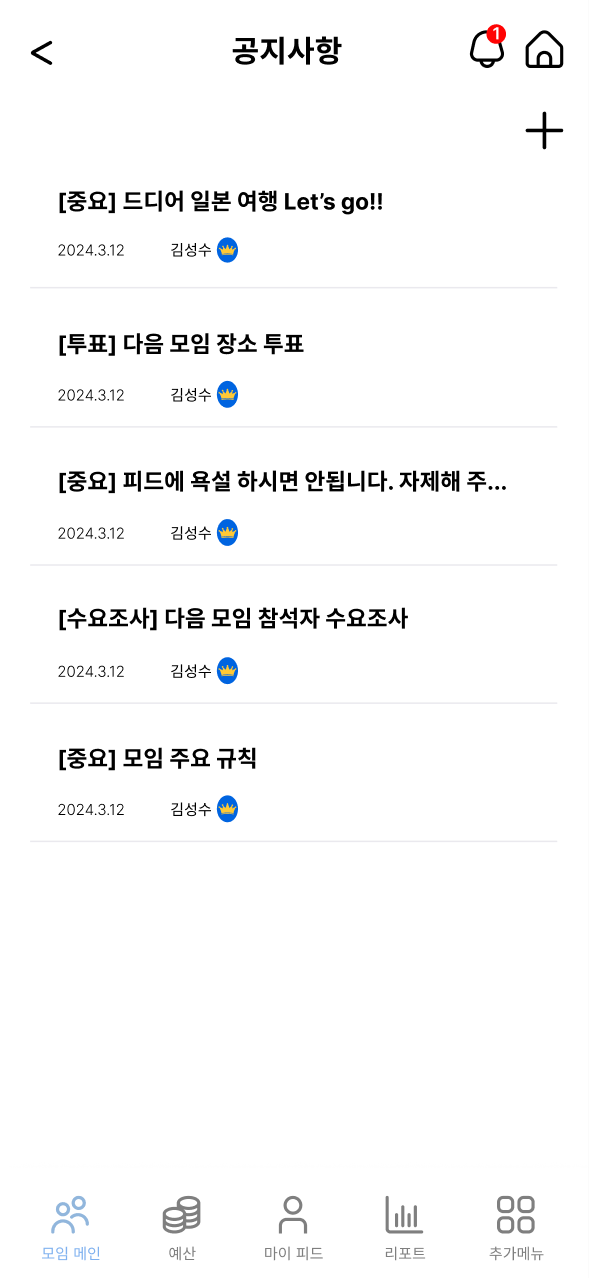 <
공지사항
1
[중요] 드디어 일본 여행 Let’s go!!
2024.3.12 김성수
[투표] 다음 모임 장소 투표
2024.3.12 김성수
[중요] 피드에 욕설 하시면 안됩니다. 자제해 주...
2024.3.12 김성수
[수요조사] 다음 모임 참석자 수요조사
2024.3.12 김성수
[중요] 모임 주요 규칙
2024.3.12 김성수
모임 메인 예산 마이 피드 리포트 추가메뉴